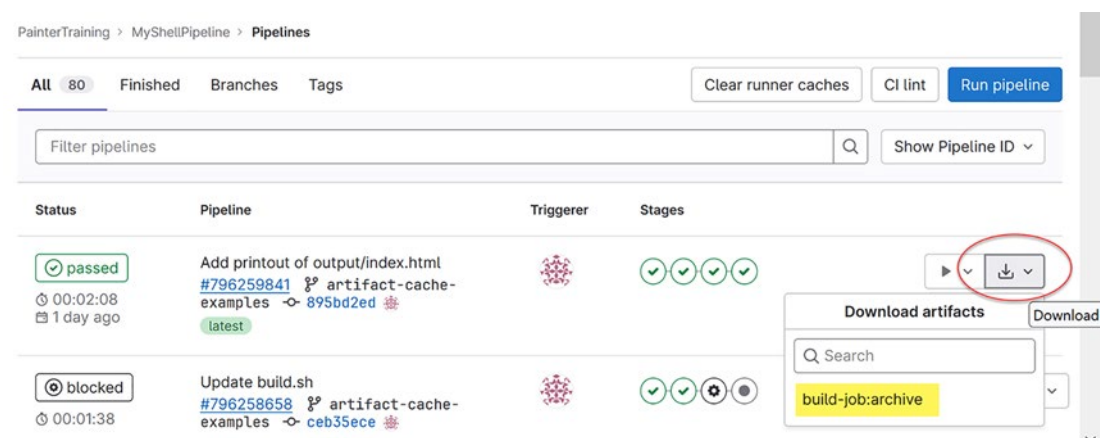 PainterTraining > MyShellPipeline > Pipelines
All 80 Finished Branches Tags Clear runner caches CI lint Run pipeline
Filter pipelines Show Pipeline ID
Status Pipeline Triggerer Stages
passed Add printout of output/index.html
#796259841 artifact-cache-
00:02:08 examples 895bd2ed
1 day ago latest
Download artifacts Download
Search
build-job:archive
blocked Update build.sh
#796258658 artifact-cache-
00:01:38 examples ceb35ece